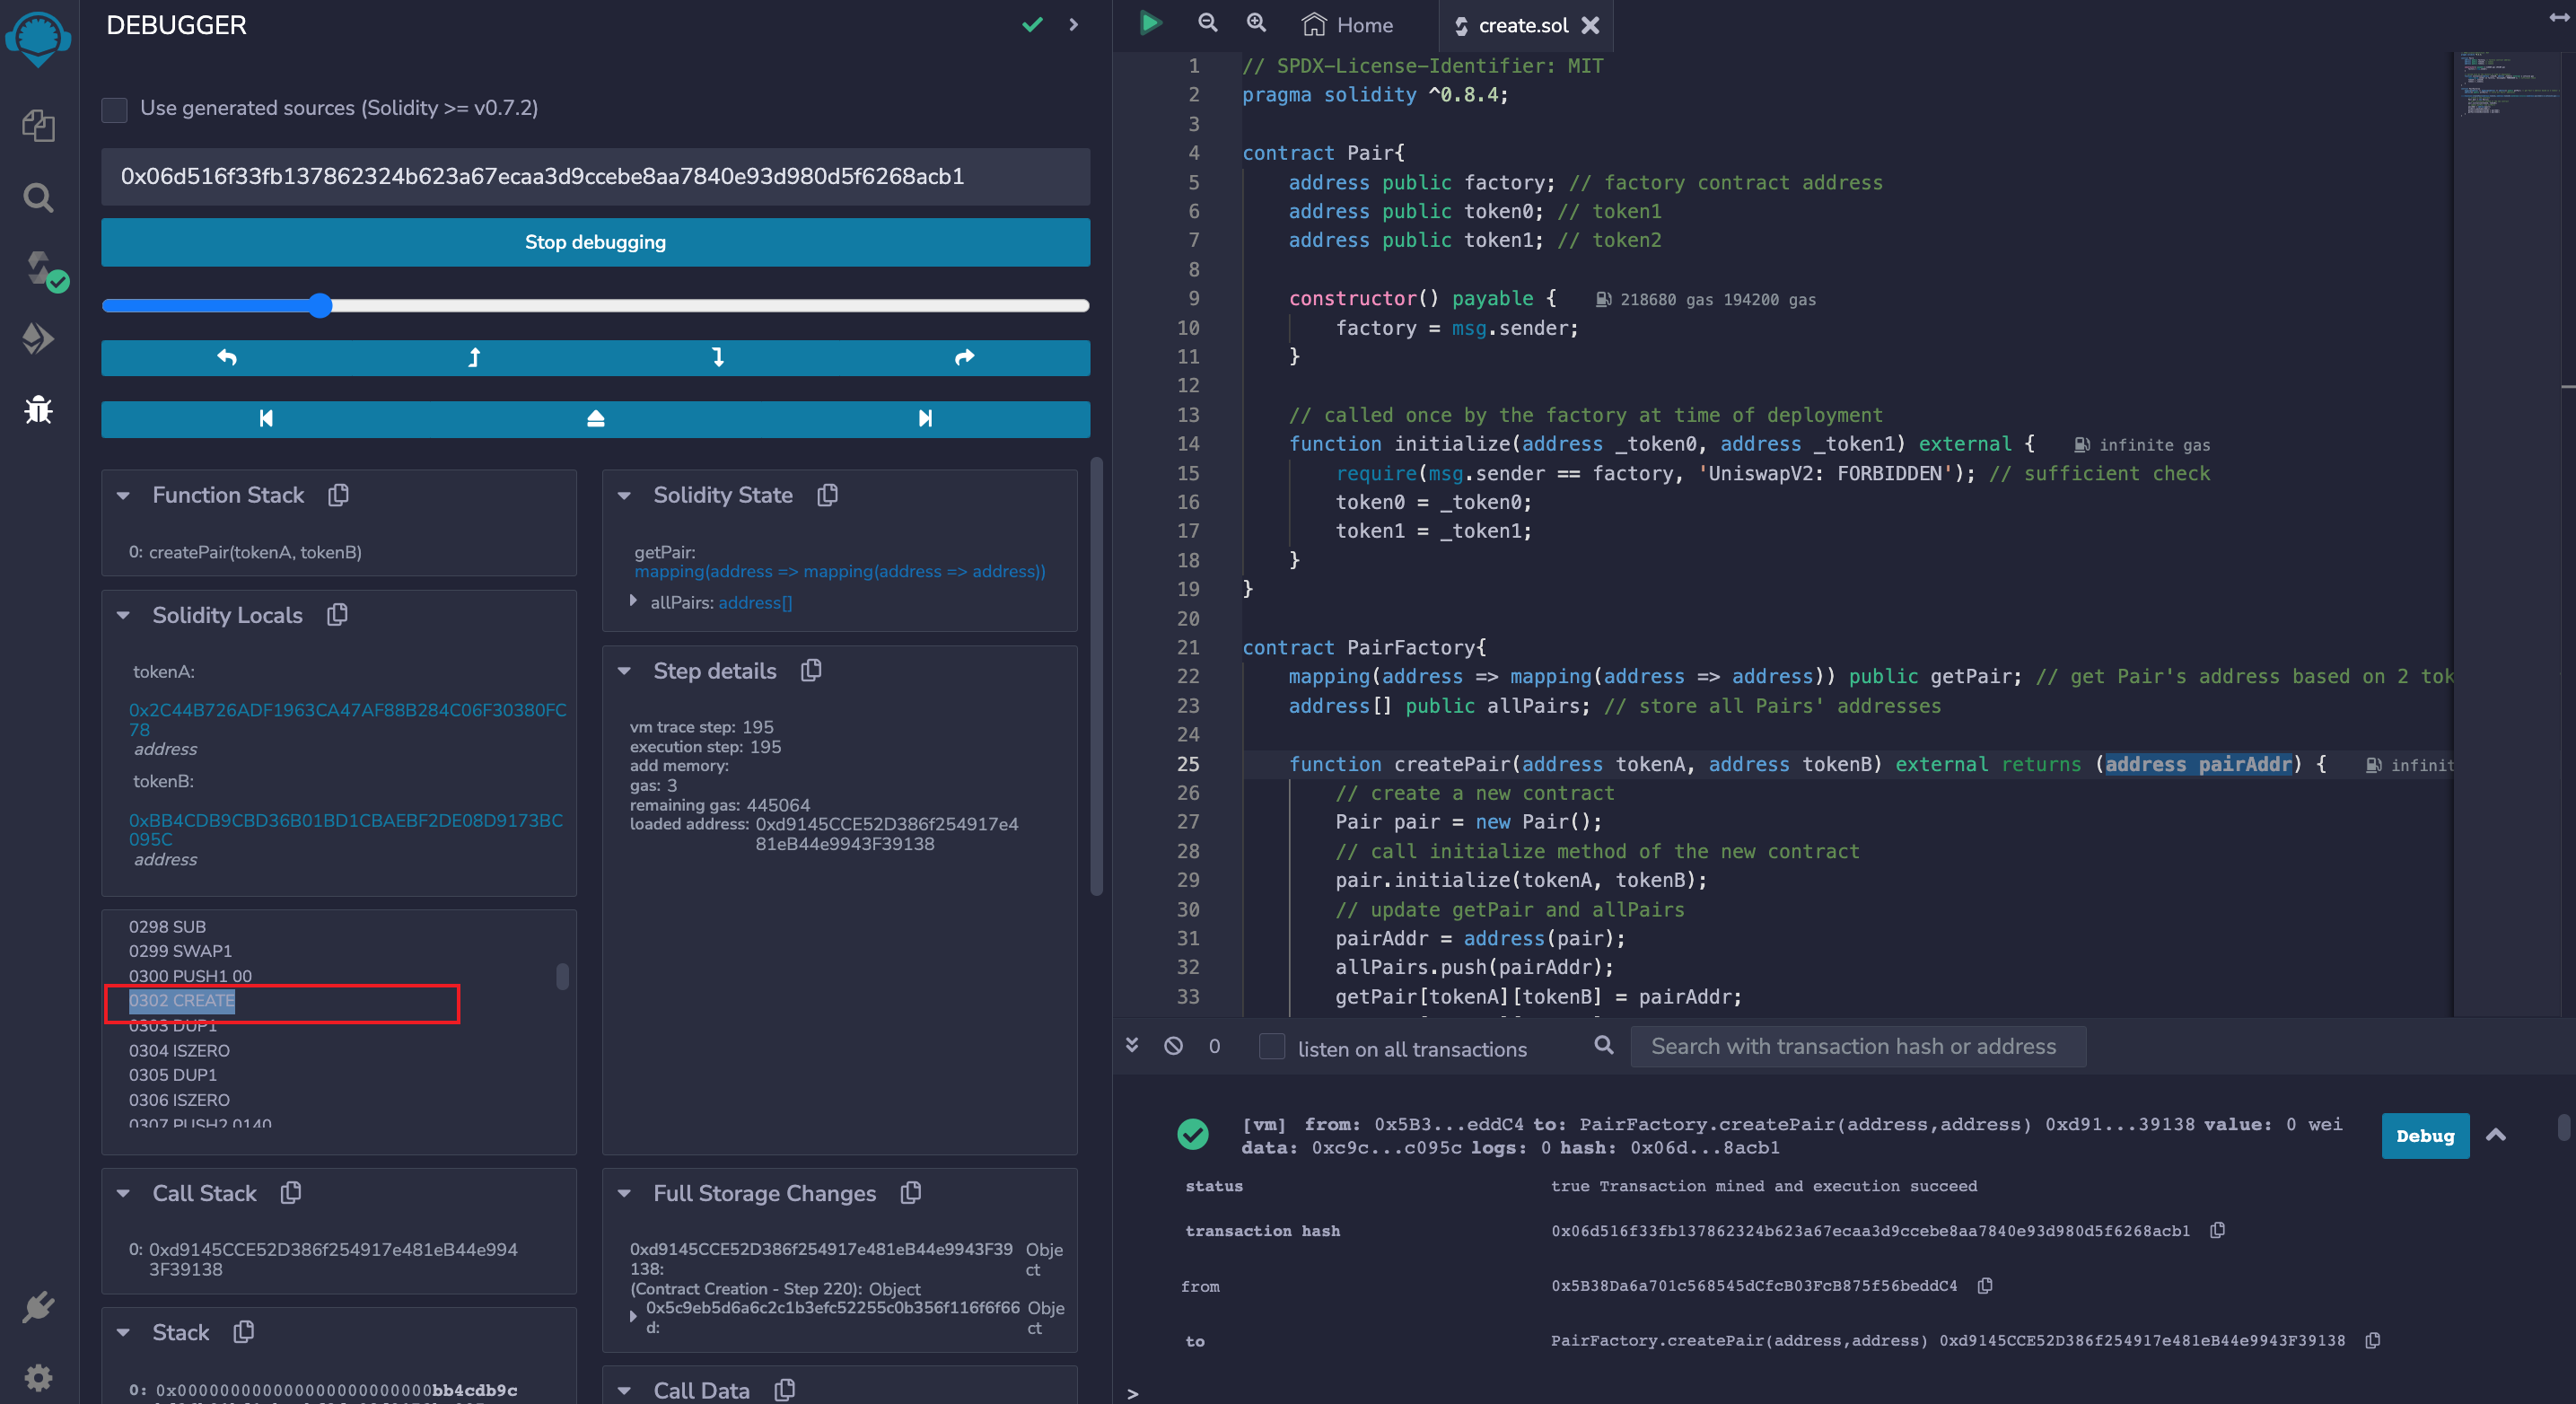 DEBUGGER
Use generated sources (Solidity >= v0.7.2)
0x06d516f33fb137862324b623a67ecaa3d9ccebe8aa7840e93d980d5f6268acb1
Stop debugging
Function Stack
0: createPair(tokenA, tokenB)
Solidity Locals
tokenA:
0x2C44B726ADF1963CA47AF88B284C06F30380FC
78
address
tokenB:
0xBB4CDB9CBD36B01BD1CBAEBF2DE08D9173BC
095C
address
0298 SUB
0299 SWAP1
0300 PUSH1 00
0302 CREATE
0303 DUP1
0304 ISZERO
0305 DUP1
0306 ISZERO
0307 PUSH2 0140
Call Stack
0: 0xd9145CCE52D386f254917e481eB44e994
3F39138
Stack
0: 0x000000000000000000000000bb4cdb9c
Solidity State
getPair:
mapping(address => mapping(address => address))
allPairs: address[]
Step details
vm trace step: 195
execution step: 195
add memory:
gas: 3
remaining gas: 445064
loaded address: 0xd9145CCE52D386f254917e4
81eB44e9943F39138
Full Storage Changes
0xd9145CCE52D386f254917e481eB44e9943F39 Obje
138: ct
(Contract Creation - Step 220): Object
0x5c9eb5d6a6c2c1b3efc52255c0b356f116f6f66 Obje
d: ct
Call Data
Home
create.sol
1 // SPDX-License-Identifier: MIT
2 pragma solidity ^0.8.4;
3
4 contract Pair{
5 address public factory; // factory contract address
6 address public token0; // token1
7 address public token1; // token2
8
9 constructor() payable { 218680 gas 194200 gas
10 factory = msg.sender;
11 }
12
13 // called once by the factory at time of deployment
14 function initialize(address _token0, address _token1) external { infinite gas
15 require(msg.sender == factory, 'UniswapV2: FORBIDDEN'); // sufficient check
16 token0 = _token0;
17 token1 = _token1;
18 }
19 }
20
21 contract PairFactory{
22 mapping(address => mapping(address => address)) public getPair; // get Pair's address based on 2 tok
23 address[] public allPairs; // store all Pairs' addresses
24
25 function createPair(address tokenA, address tokenB) external returns (address pairAddr) { infinit
26 // create a new contract
27 Pair pair = new Pair();
28 // call initialize method of the new contract
29 pair.initialize(tokenA, tokenB);
30 // update getPair and allPairs
31 pairAddr = address(pair);
32 allPairs.push(pairAddr);
33 getPair[tokenA][tokenB] = pairAddr;
0 listen on all transactions Search with transaction hash or address
[vm] from: 0x5B3...eddC4 to: PairFactory.createPair(address,address) 0xd91...39138 value: 0 wei
data: 0xc9c...c095c logs: 0 hash: 0x06d...8acb1
Debug
status true Transaction mined and execution succeed
transaction hash 0x06d516f33fb137862324b623a67ecaa3d9ccebe8aa7840e93d980d5f6268acb1
from 0x5B38Da6a701c568545dCfcB03FcB875f56beddC4
to PairFactory.createPair(address,address) 0xd9145CCE52D386f254917e481eB44e9943F39138
>